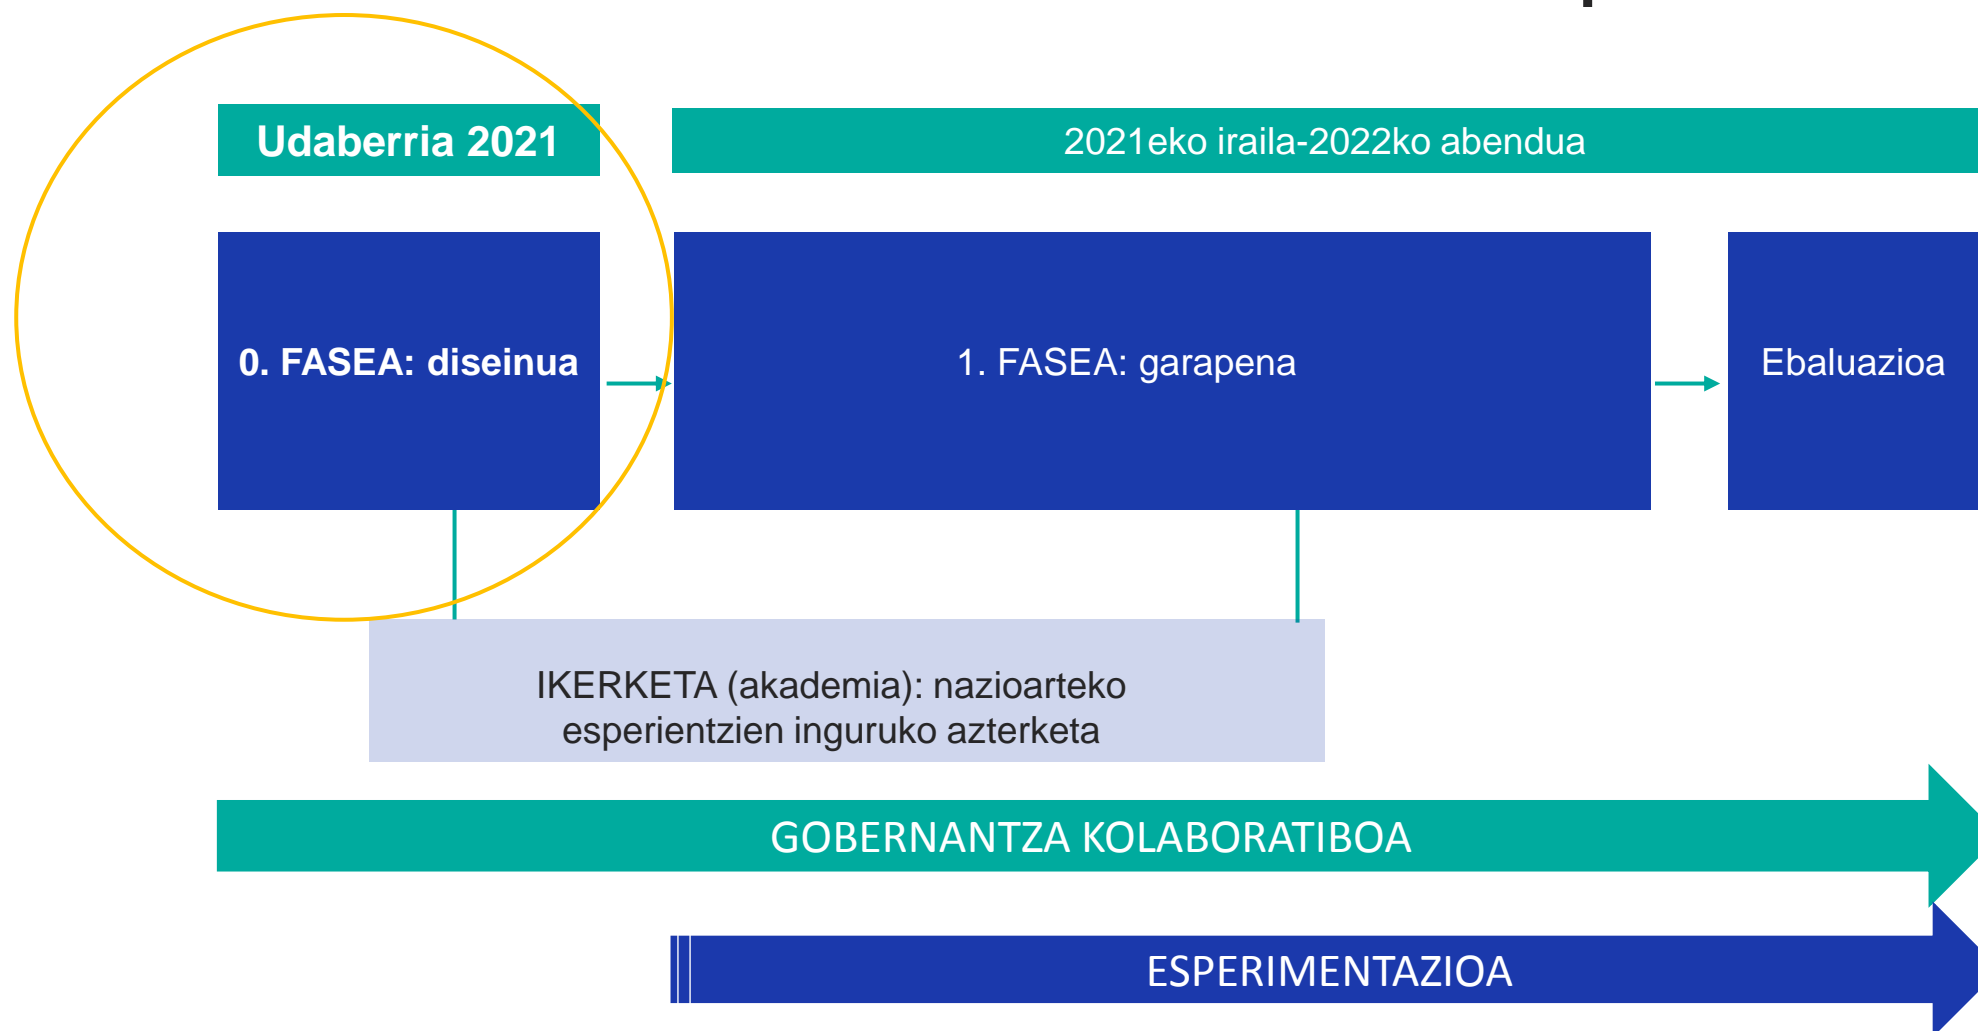 Udaberria 2021
2021eko iraila-2022ko abendua
0. FASEA: diseinua
1. FASEA: garapena
Ebaluazioa
IKERKETA (akademia): nazioarteko
esperientzien inguruko azterketa
GOBERNANTZA KOLABORATIBOA
ESPERIMENTAZIOA